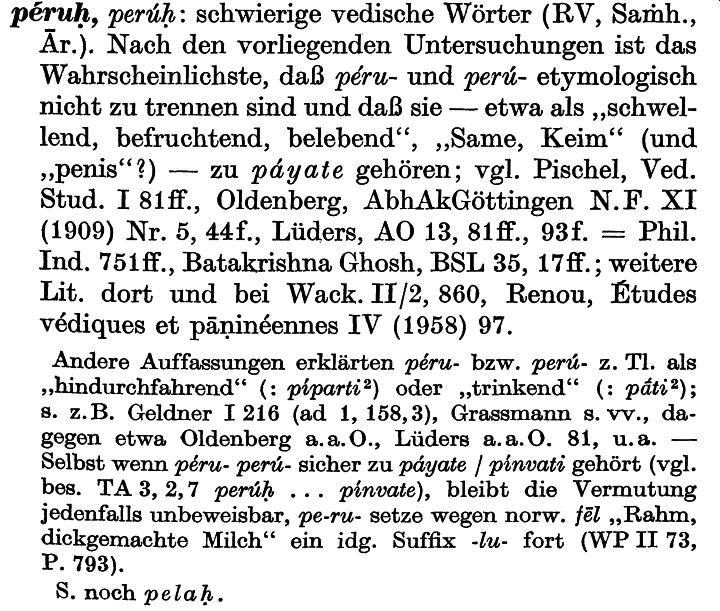 péruḥ, perúḥ: schwierige vedische Wörter (RV, Saṁh.,
Ār.). Nach den vorliegenden Untersuchungen ist das
Wahrscheinlichste, daß péru- und perú- etymologisch
nicht zu trennen sind und daß sie — etwa als „schwel-
lend, befruchtend, belebend“, „Same, Keim“ (und
„penis“?) — zu páyate gehören; vgl. Pischel, Ved.
Stud. I 81ff., Oldenberg, AbhAkGöttingen N.F. XI
(1909) Nr. 5, 44f., Lüders, AO 13, 81ff., 93f. = Phil.
Ind. 751ff., Batakrishna Ghosh, BSL 35, 17ff.; weitere
Lit. dort und bei Wack. II/2, 860, Renou, Études
védiques et pāṇinéennes IV (1958) 97.
Andere Auffassungen erklärten péru- bzw. perú- z. Tl. als
„hindurchfahrend“ (: píparti²) oder „trinkend“ (: pā́ti²);
s. z.B. Geldner I 216 (ad 1, 158,3), Grassmann s. vv., da-
gegen etwa Oldenberg a.a.O., Lüders a.a.O. 81, u.a. —
Selbst wenn péru- perú- sicher zu páyate / pínvati gehört (vgl.
bes. TA 3, 2,7 perúḥ ... pínvate), bleibt die Vermutung
jedenfalls unbeweisbar, pe-ru- setze wegen norw. fēl „Rahm,
dickgemachte Milch“ ein idg. Suffix -lu- fort (WP II 73,
P. 793).
S. noch pelaḥ.